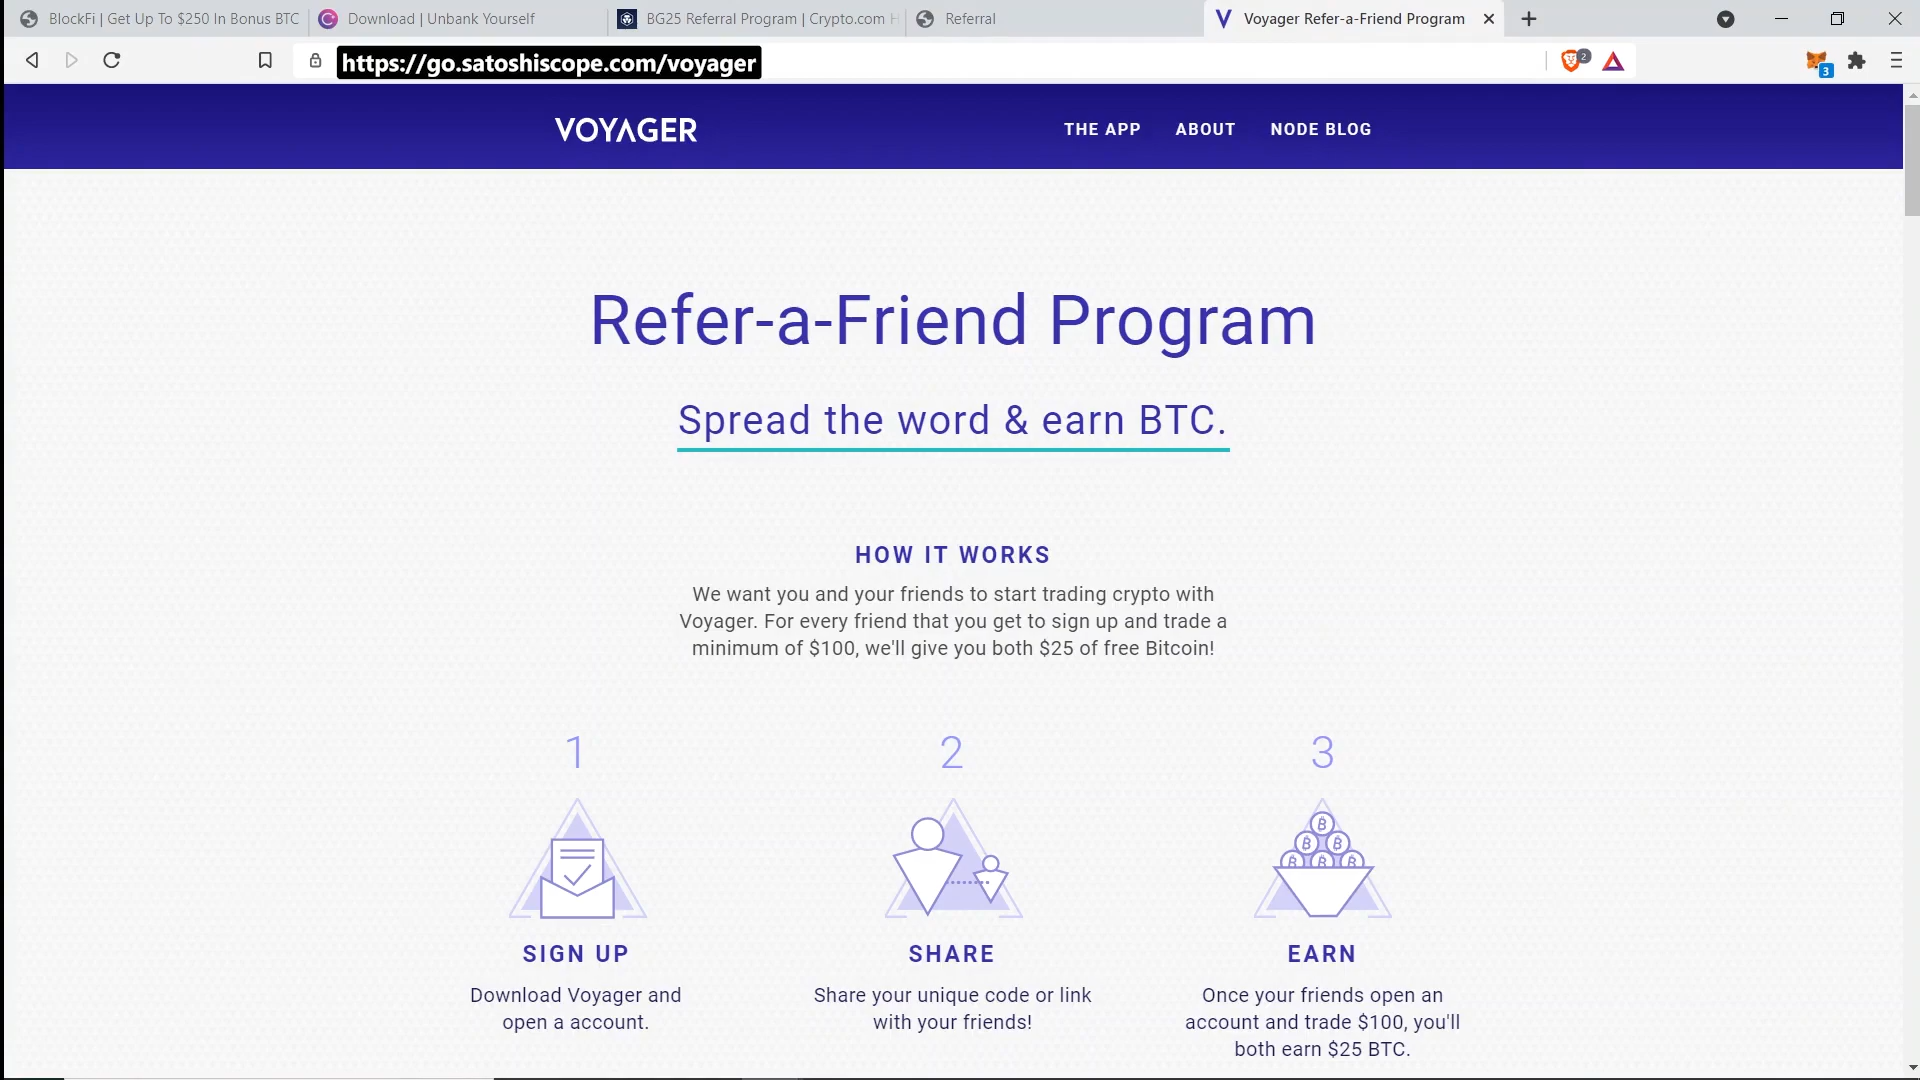 BlockFi | Get Up To $250 In Bonus BTC
Download | Unbank Yourself
BG25 Referral Program | Crypto.com H
Referral
Voyager Refer-a-Friend Program
https://go.satoshiscope.com/voyager
2
3
VOYAGER
THE APP
ABOUT
NODE BLOG
Refer-a-Friend Program
Spread the word & earn BTC.
HOW IT WORKS
We want you and your friends to start trading crypto with
Voyager. For every friend that you get to sign up and trade a
minimum of $100, we'll give you both $25 of free Bitcoin!
1
2
3
SIGN UP
SHARE
EARN
Download Voyager and
open a account.
Share your unique code or link
with your friends!
Once your friends open an
account and trade $100, you'll
both earn $25 BTC.